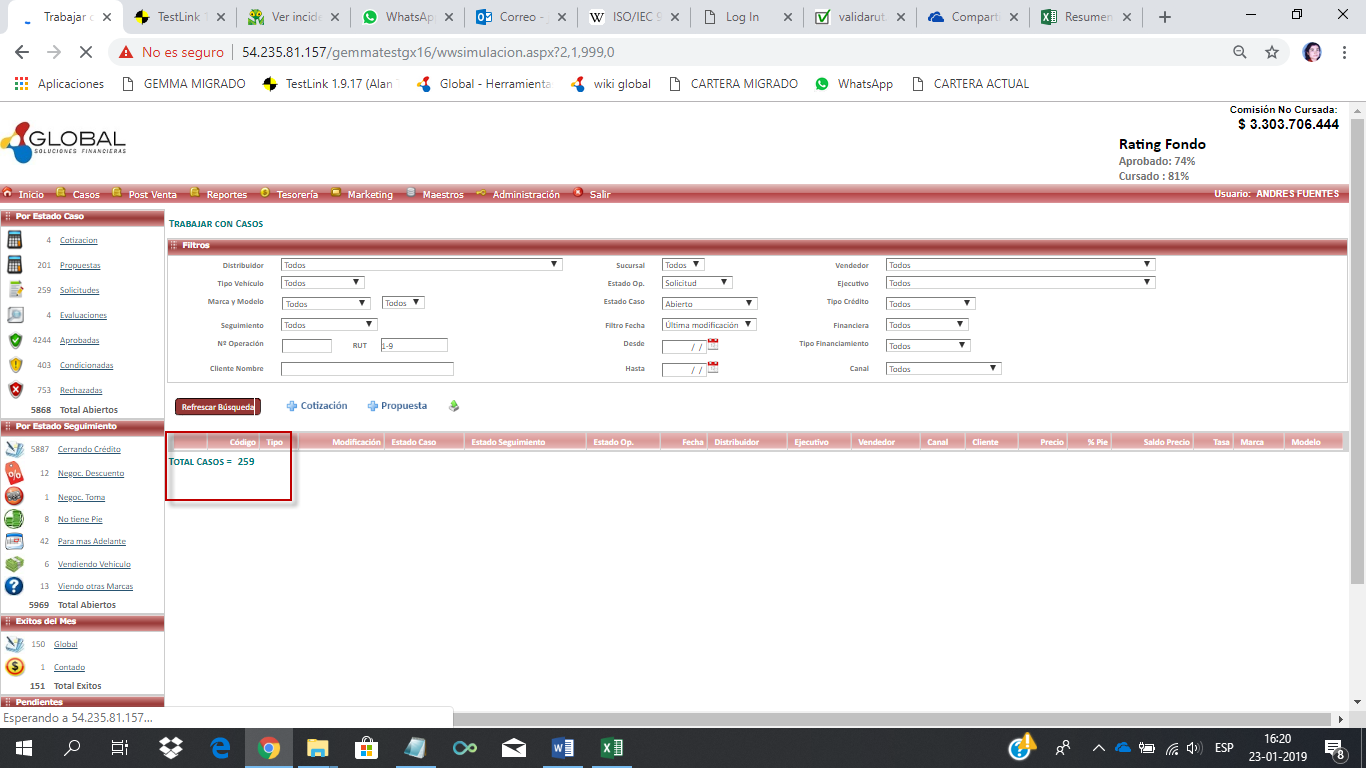 Trabajar c
TestLink 1
Ver incide
WhatsApp
Correo - J
ISO/IEC 9
Log In
validaruta
Compart
Resumen
No es seguro | 54.235.81.157/gemmatestgx16/wwsimulacion.aspx?2,1,999,0
Aplicaciones
GEMMA MIGRADO
TestLink 1.9.17 (Alan
Global - Herramienta
wiki global
CARTERA MIGRADO
WhatsApp
CARTERA ACTUAL
Comisión No Cursada:
$ 3.303.706.444
GLOBAL
SOLUCIONES FINANCIERAS
Rating Fondo
Aprobado: 74%
Cursado : 81%
Inicio Casos Post Venta Reportes Tesorería Marketing Maestros Administración Salir
Usuario: ANDRES FUENTES
Por Estado Caso
4 Cotizacion
201 Propuestas
259 Solicitudes
4 Evaluaciones
4244 Aprobadas
403 Condicionadas
753 Rechazadas
5868 Total Abiertos
Por Estado Seguimiento
5887 Cerrando Crédito
12 Negoc. Descuento
1 Negoc. Toma
8 No tiene Pie
42 Para mas Adelante
6 Vendiendo Vehiculo
13 Viendo otras Marcas
5969 Total Abiertos
Exitos del Mes
150 Global
1 Contado
151 Total Exitos
Pendientes
TRABAJAR CON CASOS
Filtros
Distribuidor Todos Sucursal Todos Vendedor Todos
Tipo Vehículo Todos Estado Op. Solicitud Ejecutivo Todos
Marca y Modelo Todos Todos Estado Caso Abierto Tipo Crédito Todos
Seguimiento Todos Filtro Fecha Última modificación Financiera Todos
Nº Operación RUT 1-9 Desde / / Tipo Financiamiento Todos
Cliente Nombre Hasta / / Canal Todos
Refrescar Búsqueda Cotización Propuesta
Código Tipo Modificación Estado Caso Estado Seguimiento Estado Op. Fecha Distribuidor Ejecutivo Vendedor Canal Cliente Precio % Pie Saldo Precio Tasa Marca Modelo
TOTAL CASOS = 259
Esperando a 54.235.81.157...
ESP
16:20
23-01-2019
8